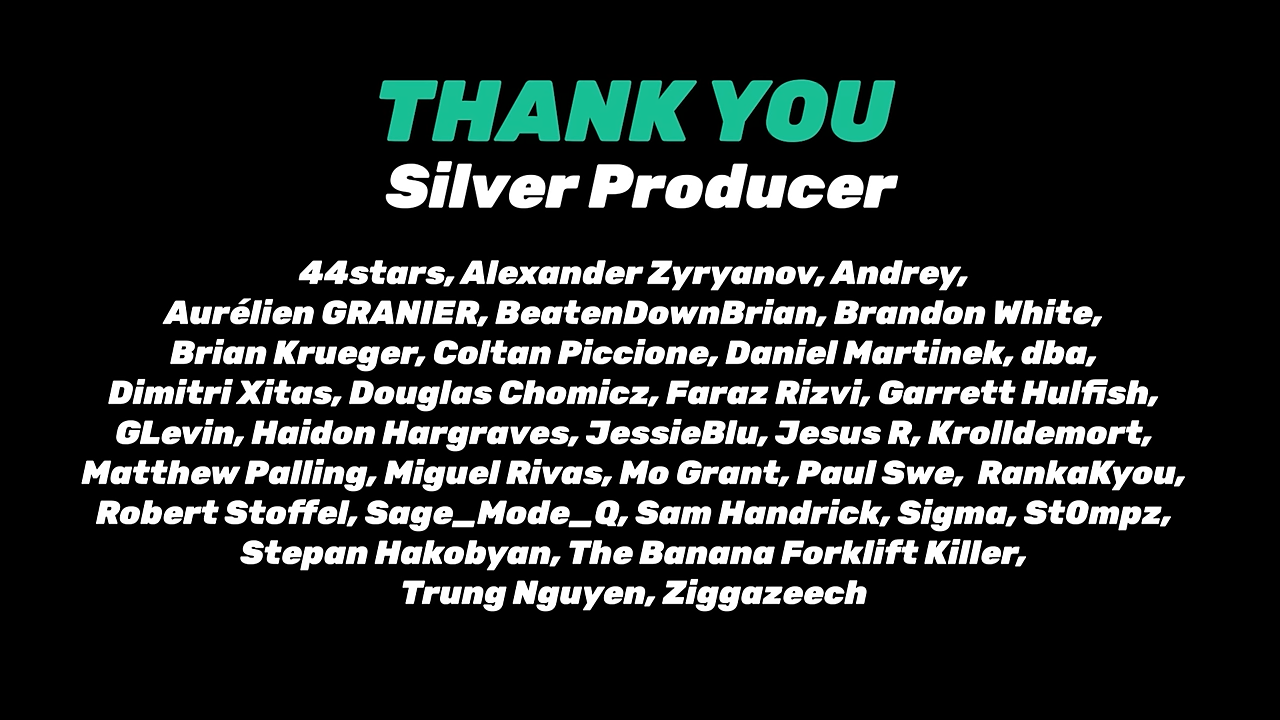 THANK YOU
Silver Producer
44stars, Alexander Zyryanov, Andrey,
Aurélien GRANIER, BeatenDownBrian, Brandon White,
Brian Krueger, Coltan Piccione, Daniel Martinek, dba,
Dimitri Xitas, Douglas Chomicz, Faraz Rizvi, Garrett Hulfish,
GLevin, Haidon Hargraves, JessieBlu, Jesus R, Krolldemort,
Matthew Palling, Miguel Rivas, Mo Grant, Paul Swe,  RankaKyou,
Robert Stoffel, Sage_Mode_Q, Sam Handrick, Sigma, St0mpz,
Stepan Hakobyan, The Banana Forklift Killer,
Trung Nguyen, Ziggazeech